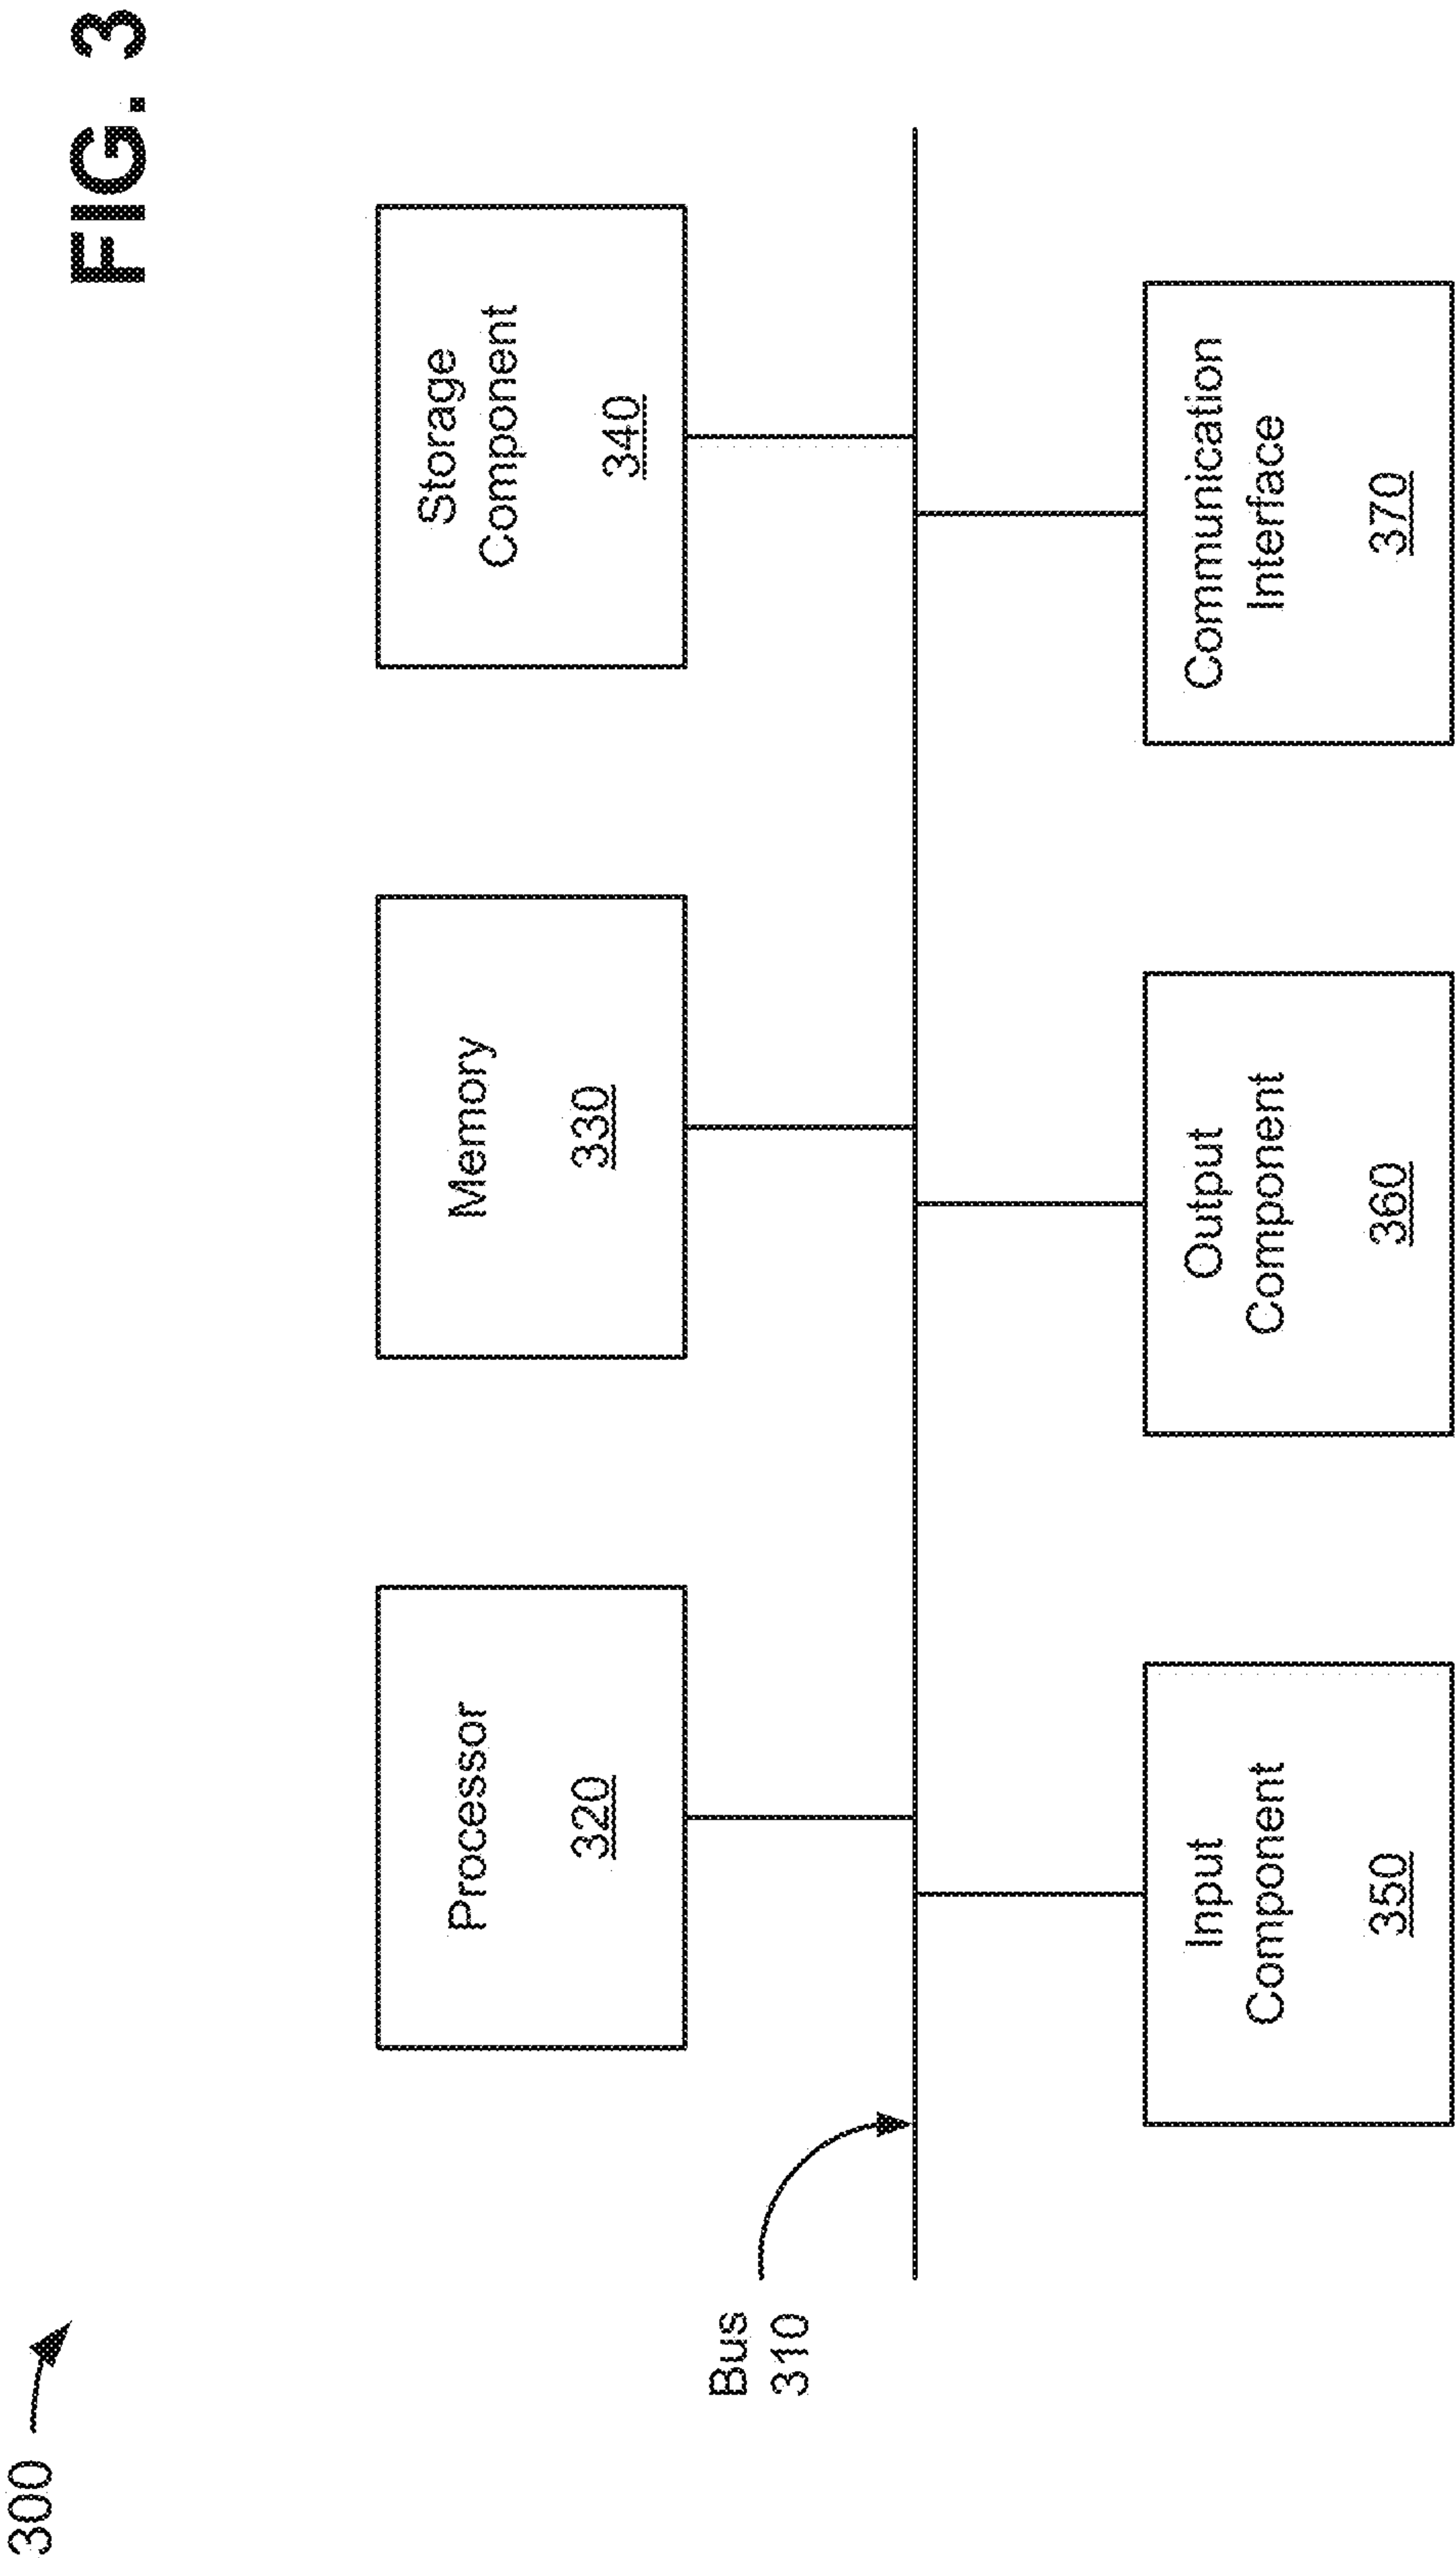 300
FIG. 3
Processor
320
Memory
330
Storage
Component
340
Bus
310
Input
Component
350
Output
Component
360
Communication
Interface
370